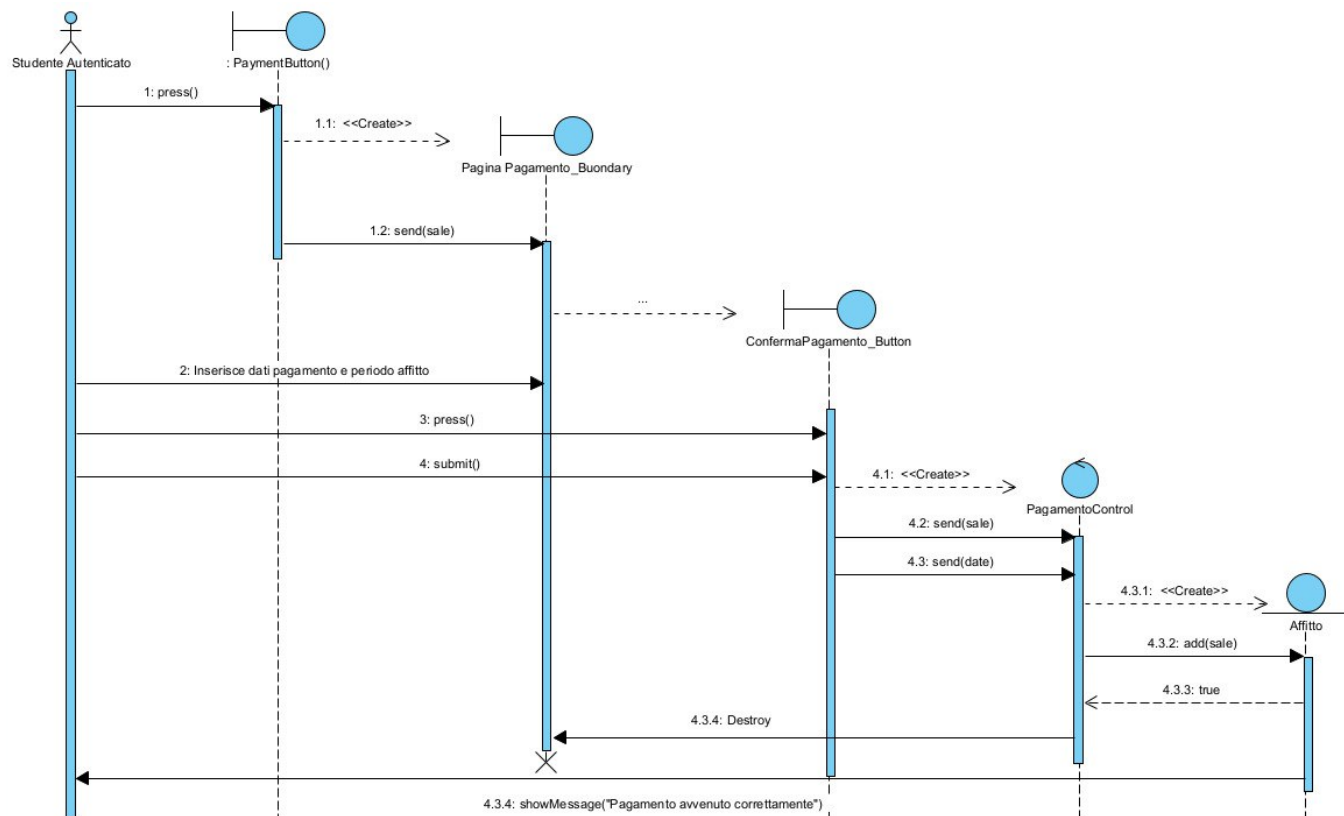 Studente Autenticato
: PaymentButton()
1: press()
1.1: <<Create>>
Pagina Pagamento_Buondary
1.2: send(sale)
...
ConfermaPagamento_Button
2: Inserisce dati pagamento e periodo affitto
3: press()
4: submit()
4.1: <<Create>>
PagamentoControl
4.2: send(sale)
4.3: send(date)
4.3.1: <<Create>>
Affitto
4.3.2: add(sale)
4.3.3: true
4.3.4: Destroy
4.3.4: showMessage("Pagamento avvenuto correttamente")